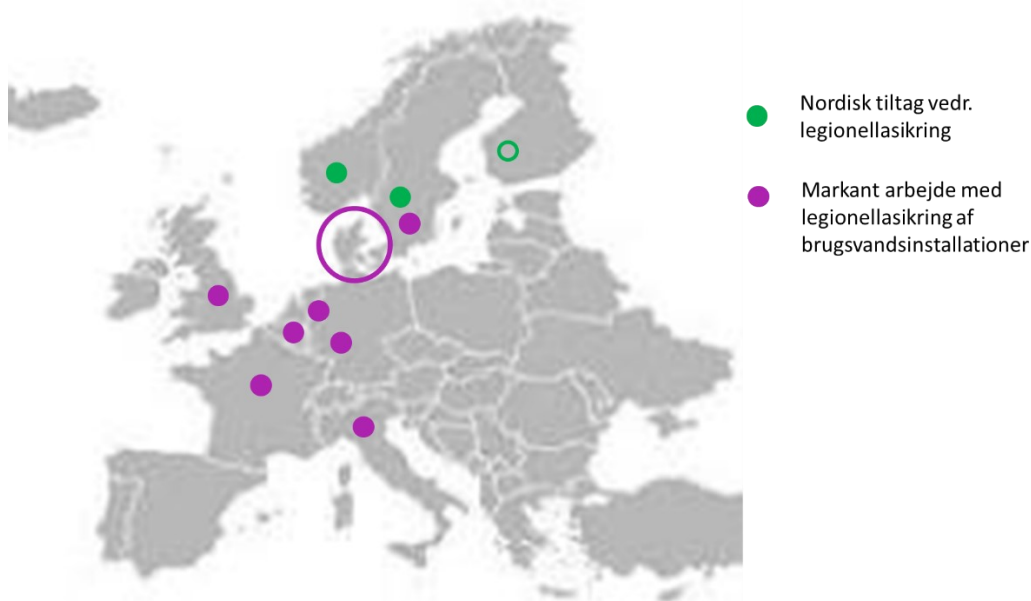 Nordisk tiltag vedr.
legionellasikring
Markant arbejde med
legionellasikring af
brugsvandsinstallationer